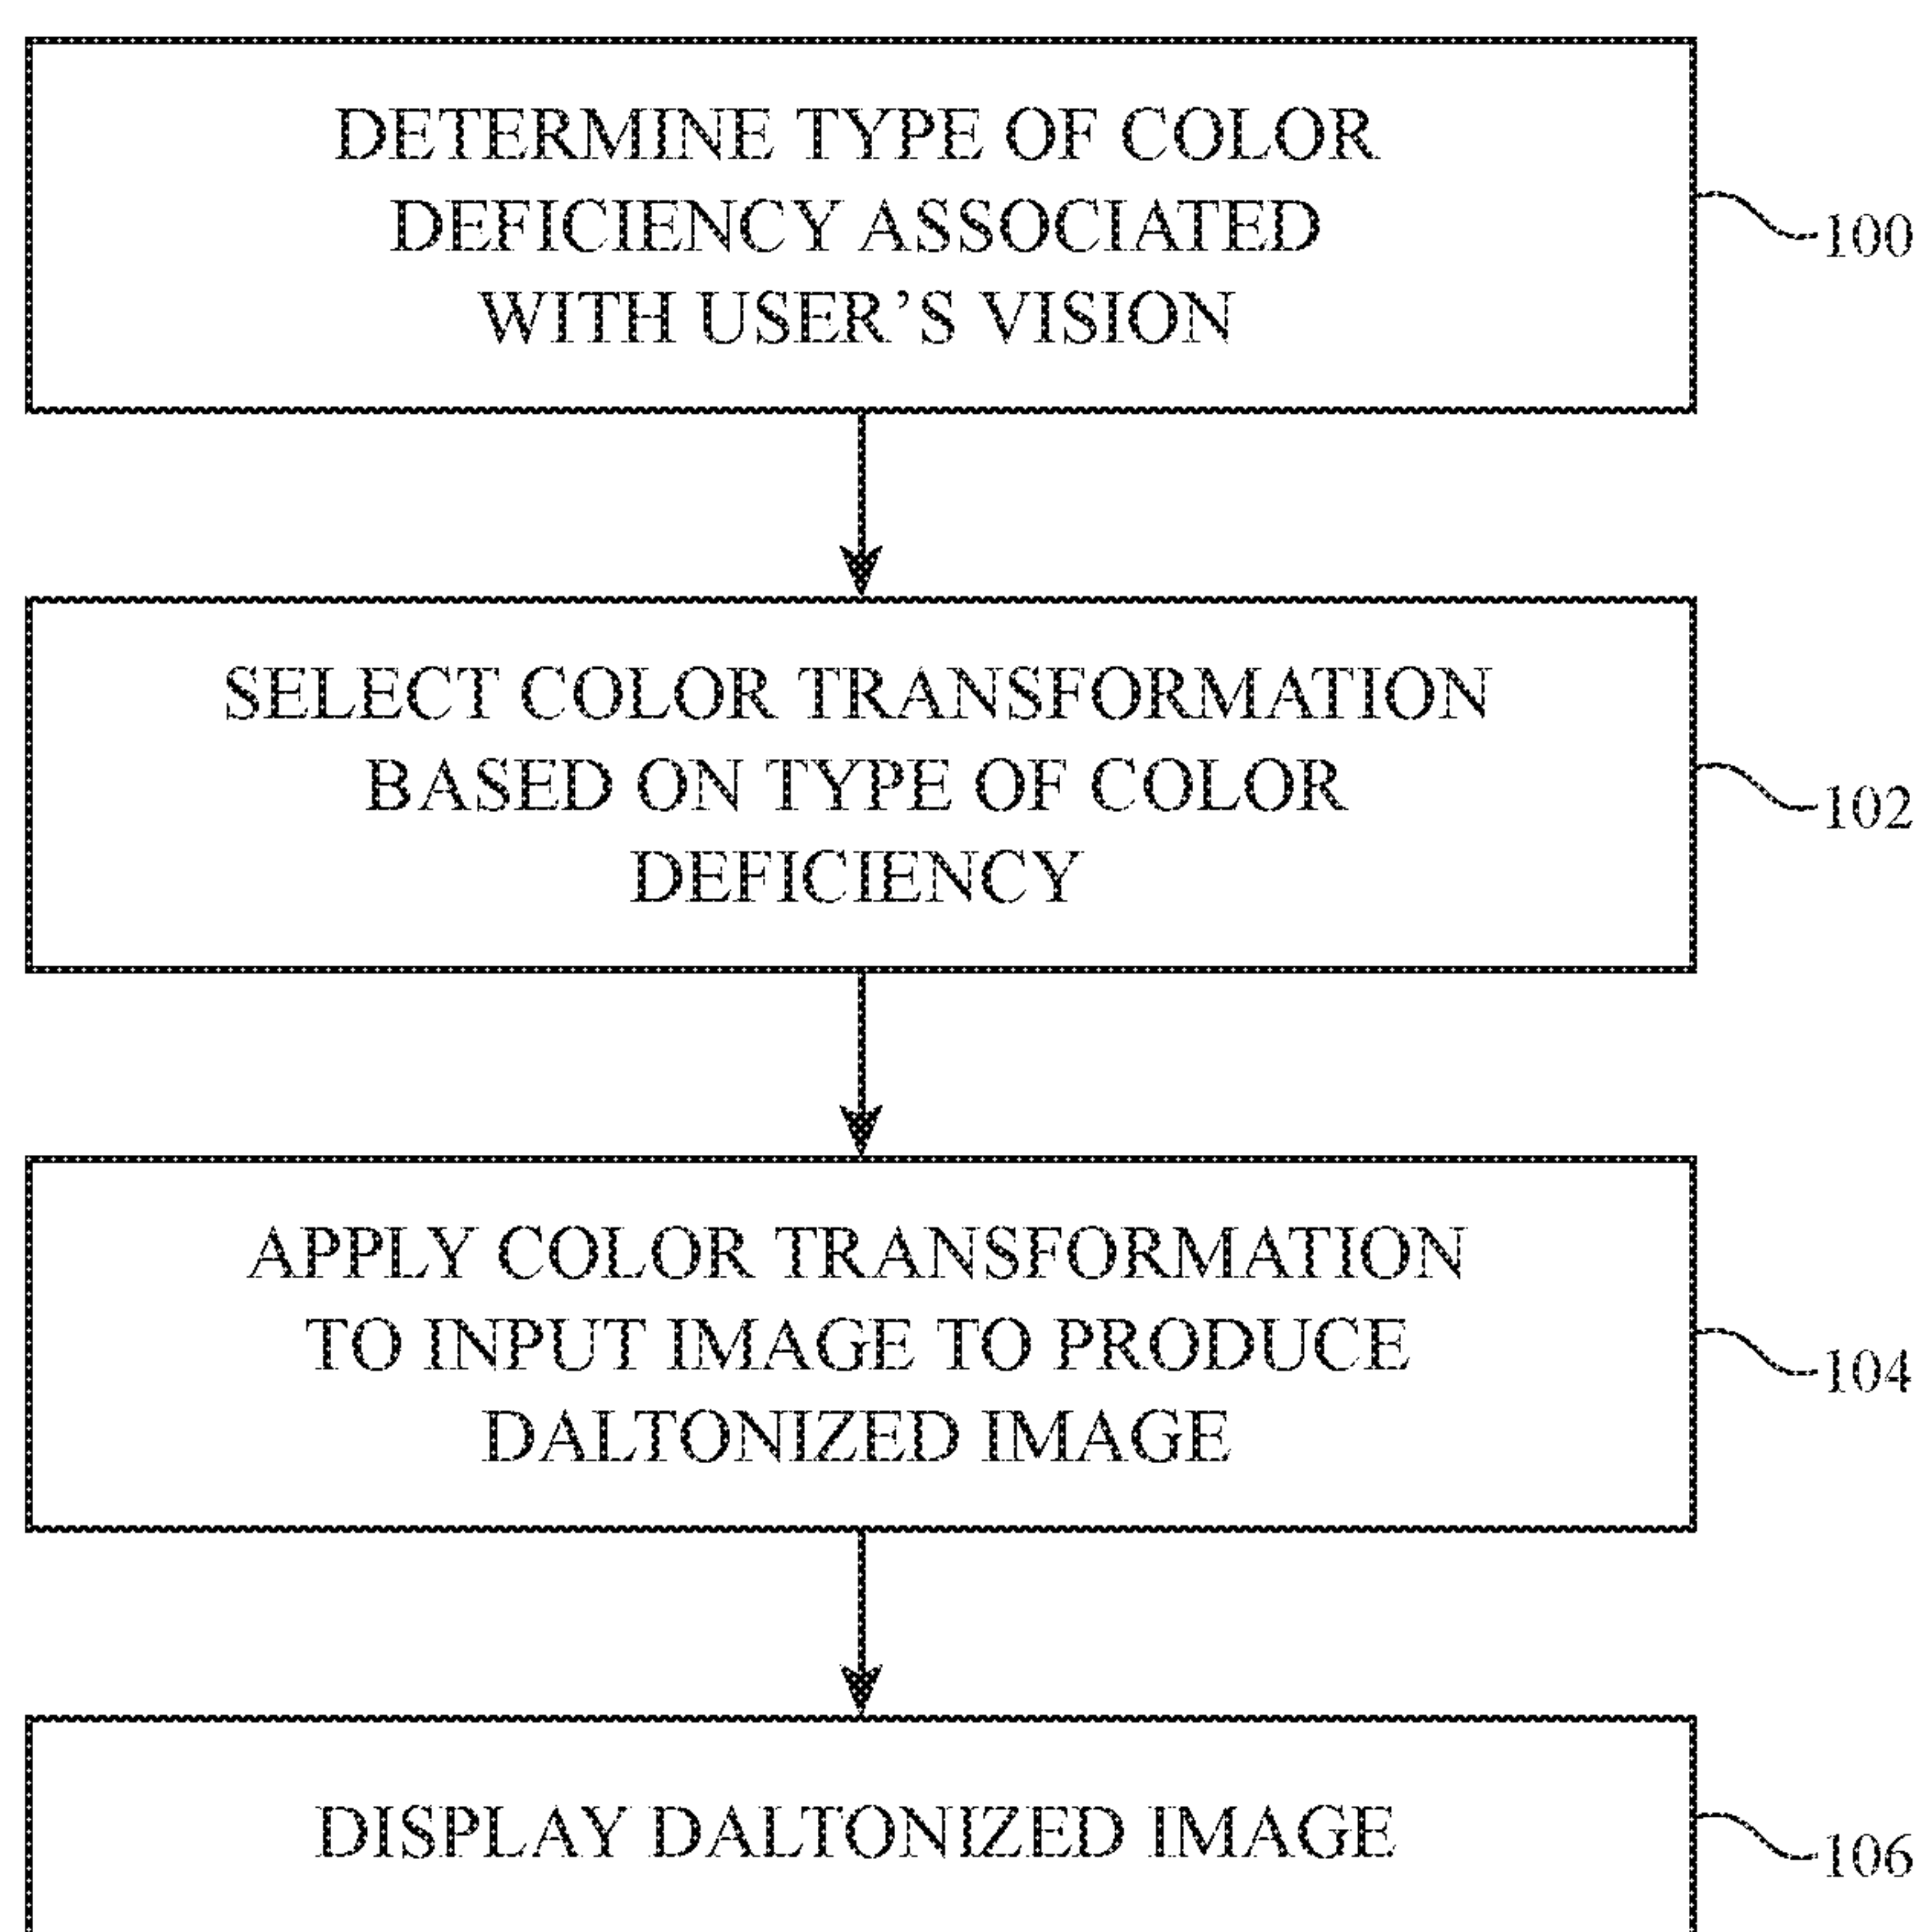 DETERMINE TYPE OF COLOR
DEFICIENCY ASSOCIATED
WITH USER'S VISION
100
SELECT COLOR TRANSFORMATION
BASED ON TYPE OF COLOR
DEFICIENCY
102
APPLY COLOR TRANSFORMATION
TO INPUT IMAGE TO PRODUCE
DALTONIZED IMAGE
104
DISPLAY DALTONIZED IMAGE
106